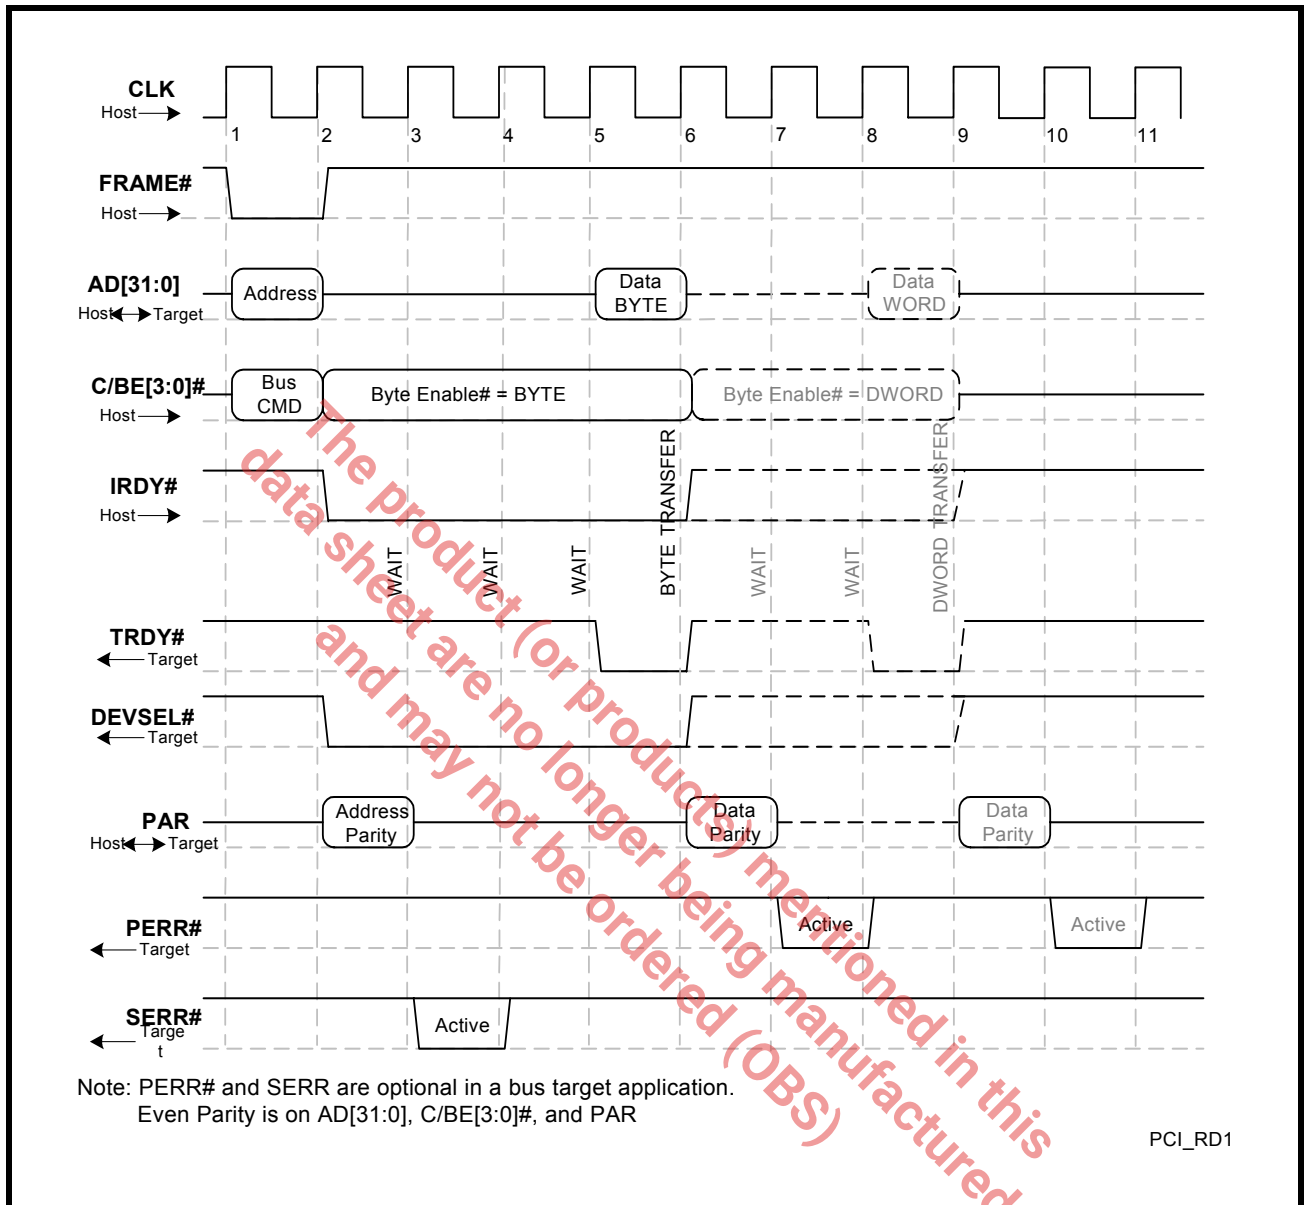 CLK
Host
1 2 3 4 5 6 7 8 9 10 11
FRAME#
Host
AD[31:0]
Host Target
Address
Data
BYTE
Data
WORD
C/BE[3:0]#
Host
Bus
CMD
Byte Enable# = BYTE
Byte Enable# = DWORD
IRDY#
Host
WAIT
WAIT
WAIT
BYTE TRANSFER
WAIT
WAIT
DWORD TRANSFER
TRDY#
Target
DEVSEL#
Target
PAR
Host Target
Address
Parity
Data
Parity
Data
Parity
PERR#
Target
Active
Active
SERR#
Targe
t
Active
Note: PERR# and SERR are optional in a bus target application.
Even Parity is on AD[31:0], C/BE[3:0]#, and PAR
PCI_RD1
The product (or products) mentioned in this
data sheet are no longer being manufactured
and may not be ordered (OBS)